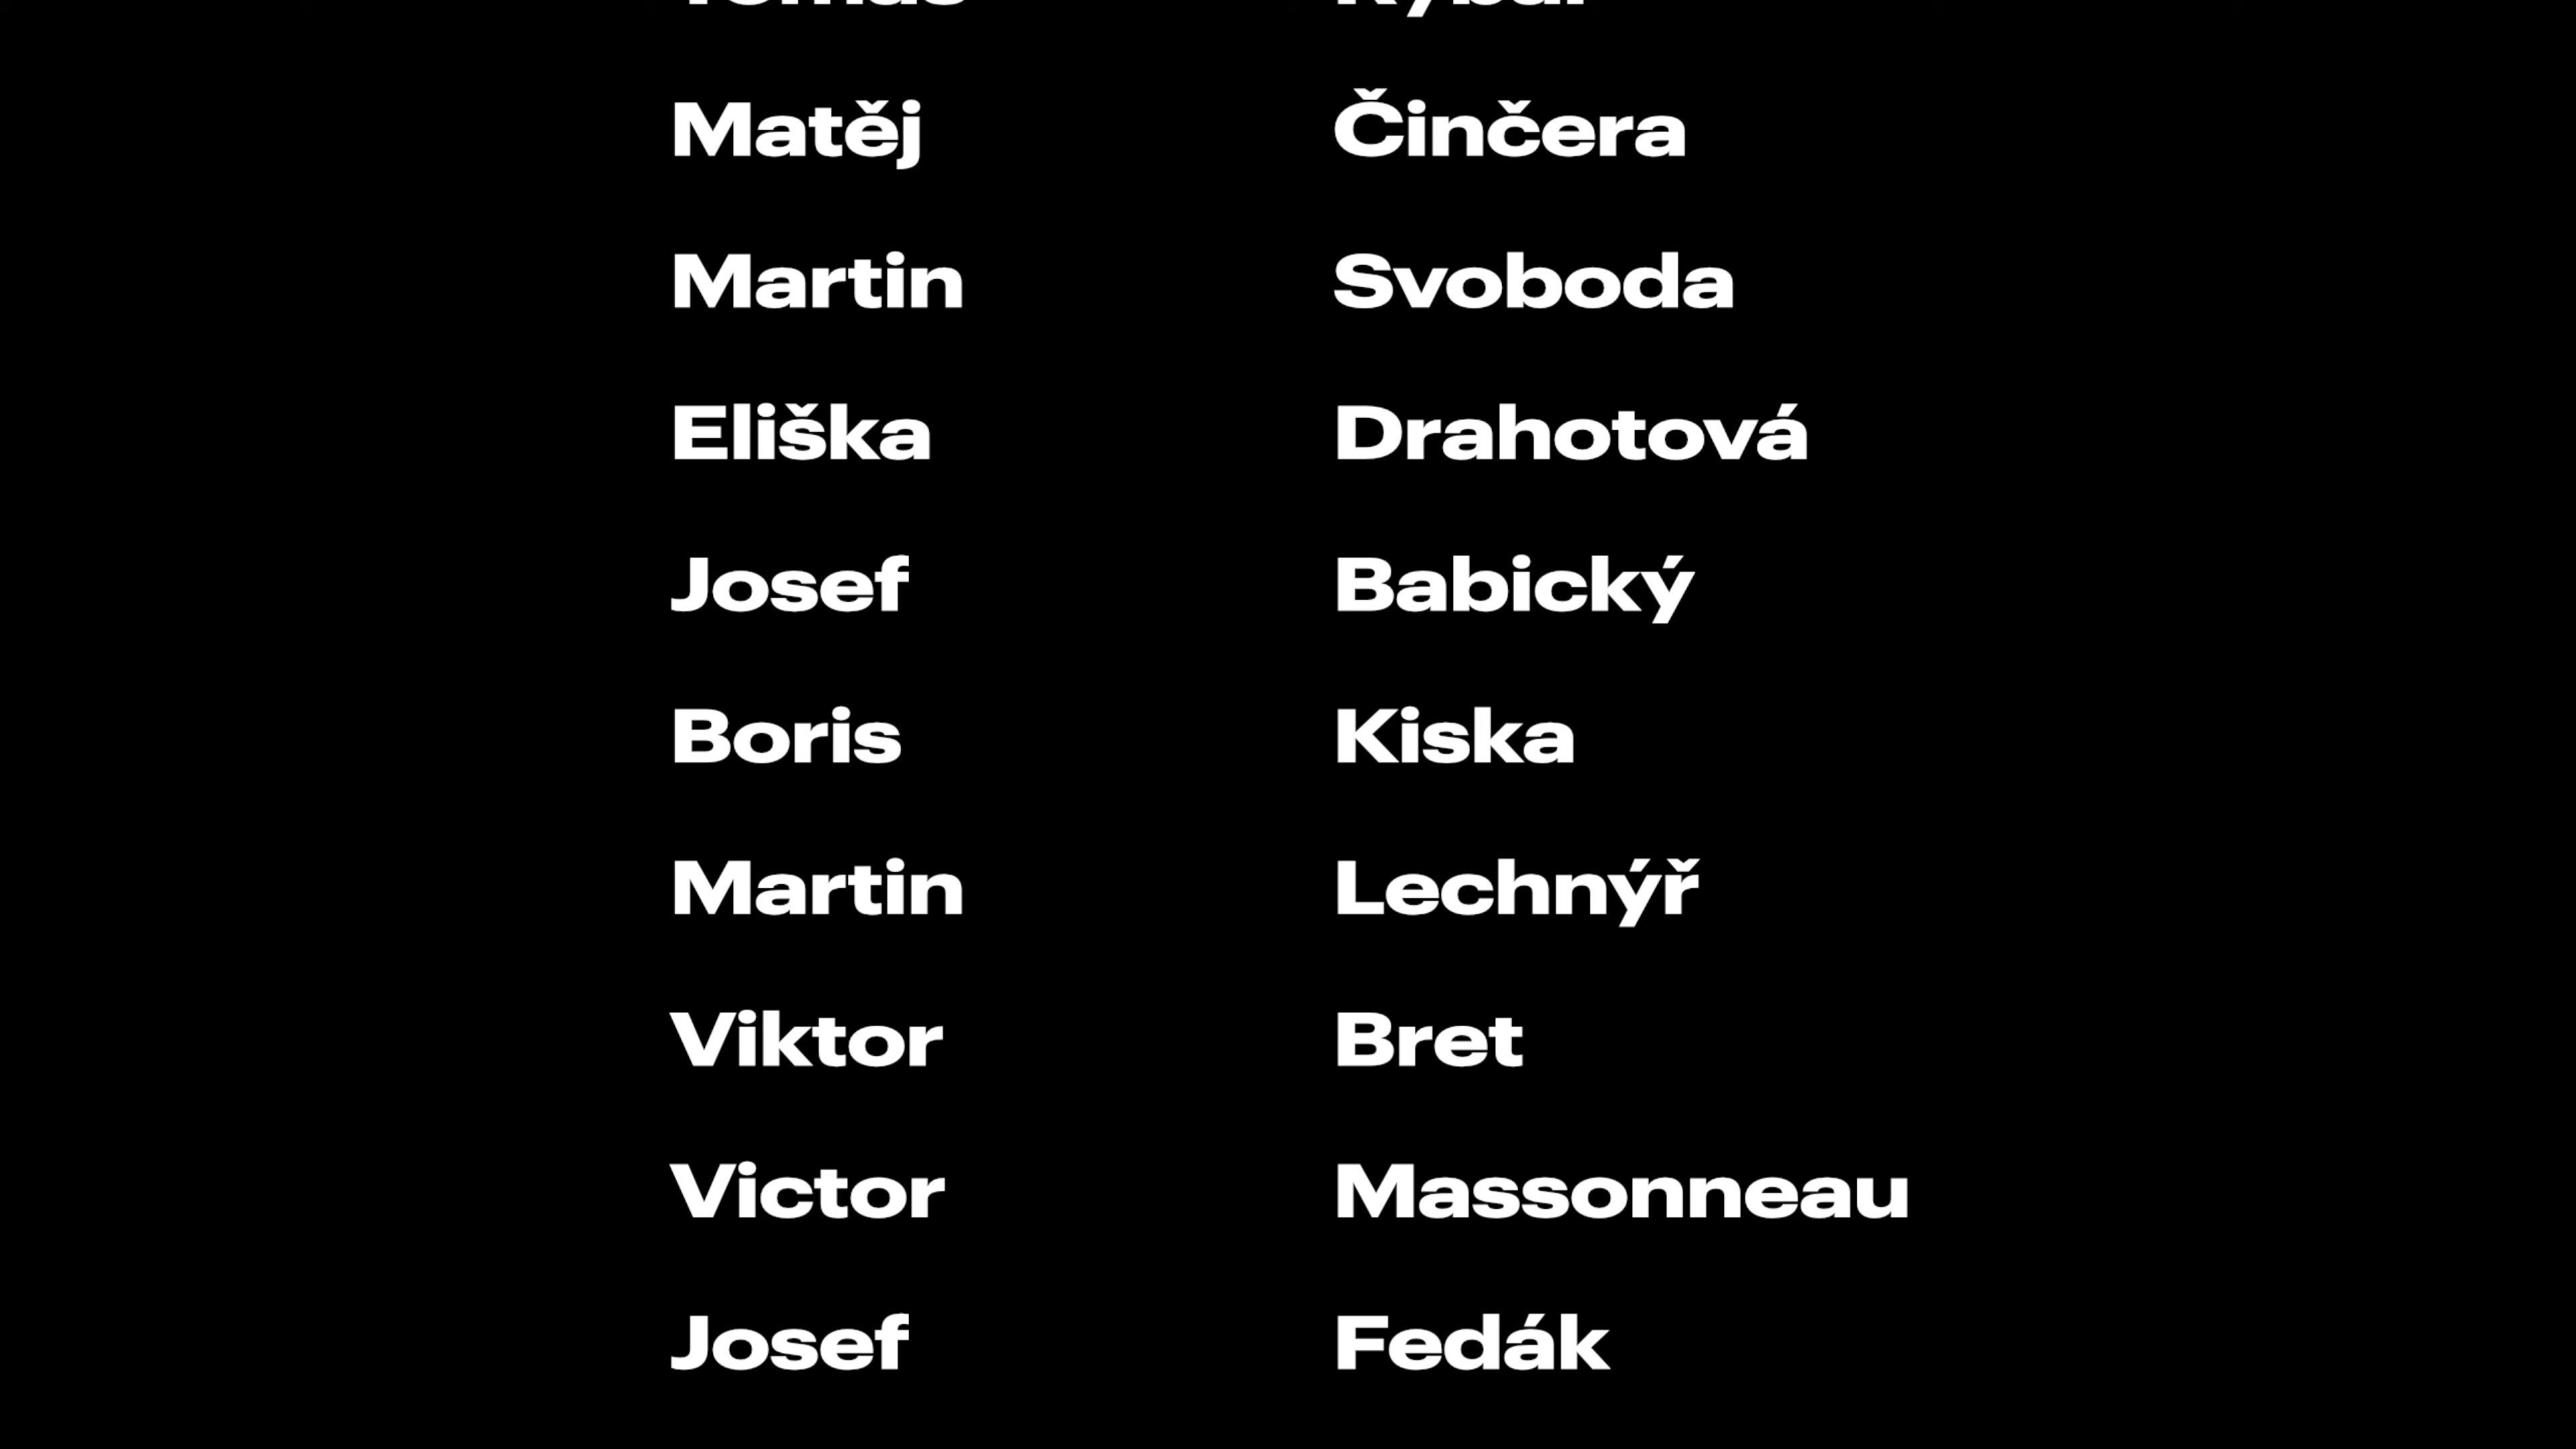 Matěj Činčera
Martin Svoboda
Eliška Drahotová
Josef Babický
Boris Kiska
Martin Lechnýř
Viktor Bret
Victor Massonneau
Josef Fedák